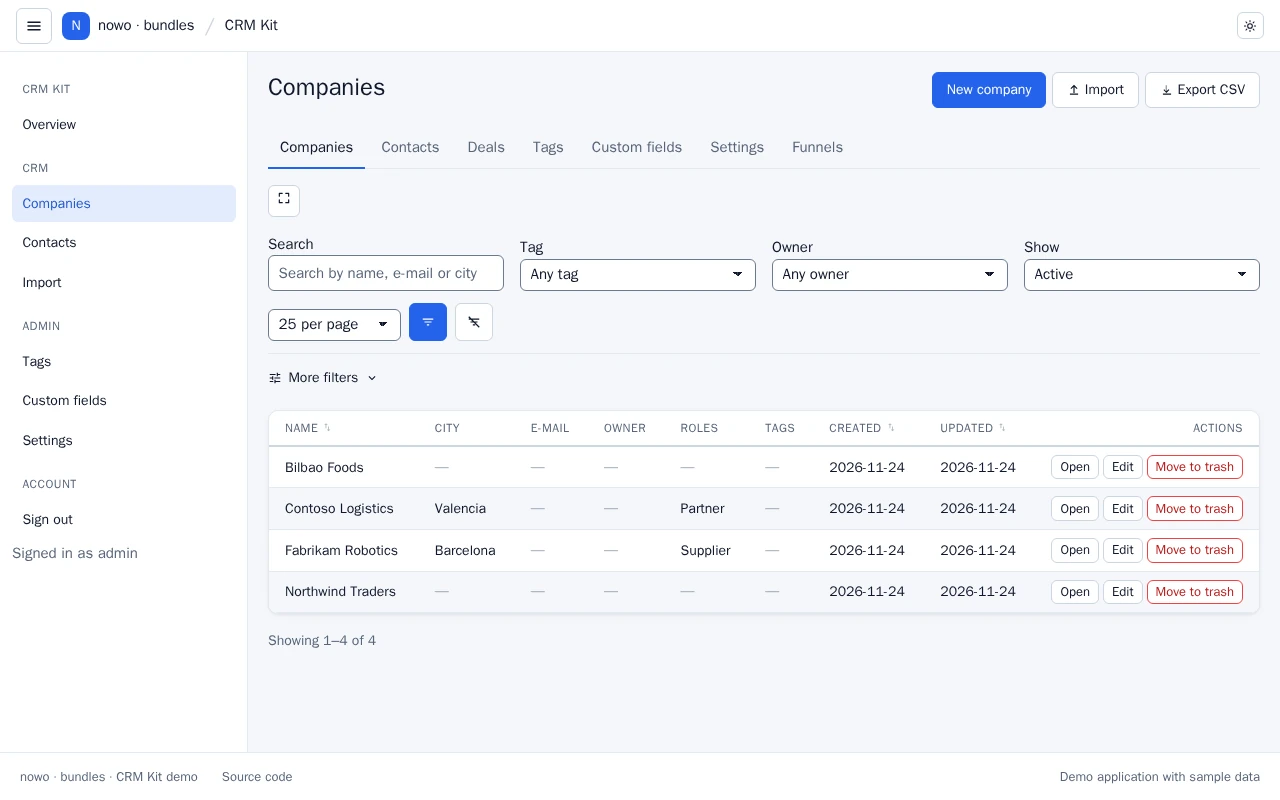 N nowo · bundles / CRM Kit
CRM KIT
Overview
CRM
Companies
Contacts
Import
ADMIN
Tags
Custom fields
Settings
ACCOUNT
Sign out
Signed in as admin
Companies
New company Import Export CSV
Companies Contacts Deals Tags Custom fields Settings Funnels
Search Tag Owner Show
Search by name, e-mail or city Any tag Any owner Active
25 per page
More filters
NAME CITY E-MAIL OWNER ROLES TAGS CREATED UPDATED ACTIONS
Bilbao Foods — — — — — 2026-11-24 2026-11-24 Open Edit Move to trash
Contoso Logistics Valencia — — Partner — 2026-11-24 2026-11-24 Open Edit Move to trash
Fabrikam Robotics Barcelona — — Supplier — 2026-11-24 2026-11-24 Open Edit Move to trash
Northwind Traders — — — — — 2026-11-24 2026-11-24 Open Edit Move to trash
Showing 1–4 of 4
nowo · bundles · CRM Kit demo Source code Demo application with sample data